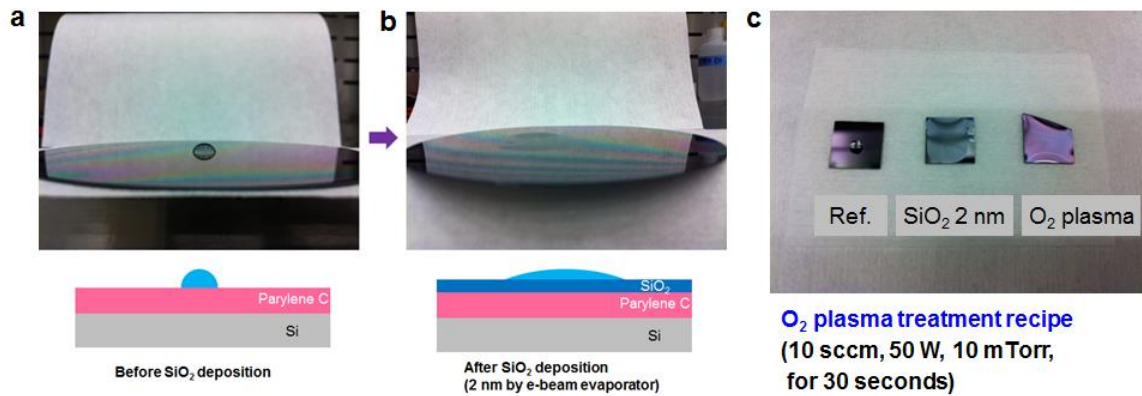 a
b
c
Ref.
SiO₂ 2 nm
O₂ plasma
Parylene C
Si
Before SiO₂ deposition
SiO₂
Parylene C
Si
After SiO₂ deposition
(2 nm by e-beam evaporator)
O₂ plasma treatment recipe
(10 sccm, 50 W, 10 mTorr,
for 30 seconds)